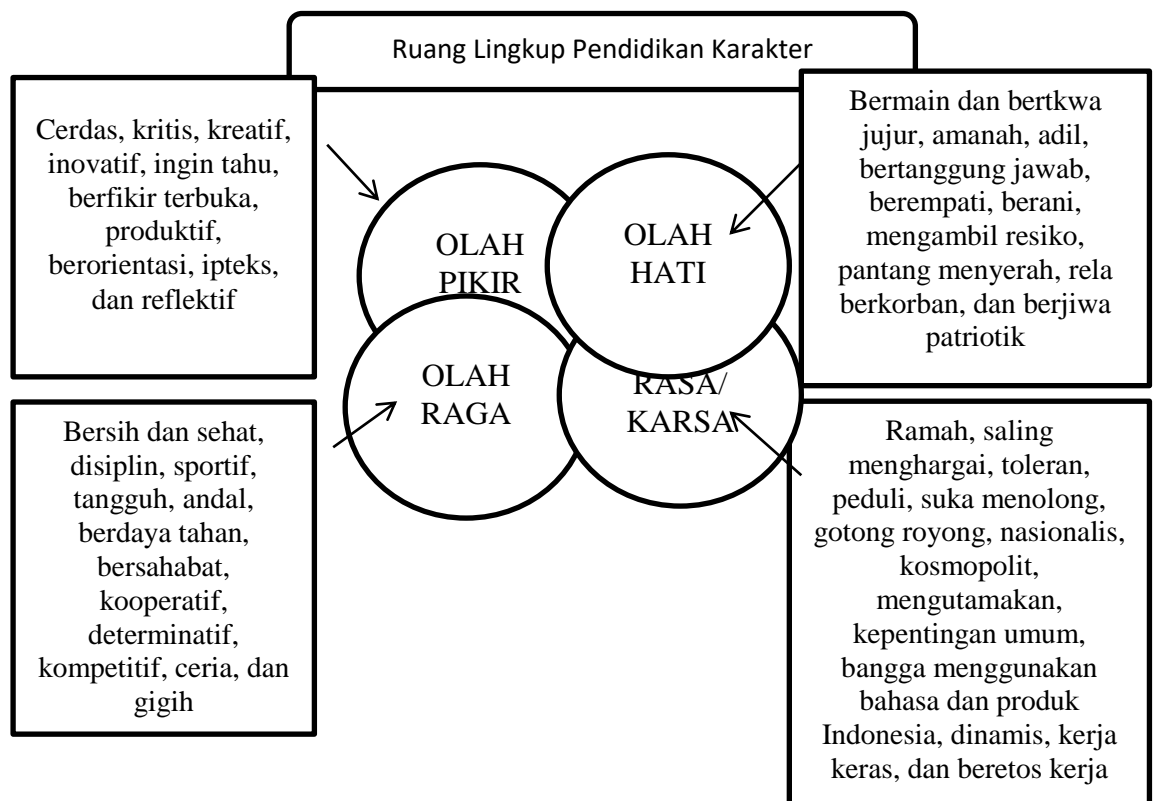 Ruang Lingkup Pendidikan Karakter
Cerdas, kritis, kreatif,
inovatif, ingin tahu,
berfikir terbuka,
produktif,
berorientasi, ipteks,
dan reflektif
Bermain dan bertkwa
jujur, amanah, adil,
bertanggung jawab,
berempati, berani,
mengambil resiko,
pantang menyerah, rela
berkorban, dan berjiwa
patriotik
OLAH
PIKIR
OLAH
HATI
OLAH
RAGA
RASA/
KARSA
Bersih dan sehat,
disiplin, sportif,
tangguh, andal,
berdaya tahan,
bersahabat,
kooperatif,
determinatif,
kompetitif, ceria, dan
gigih
Ramah, saling
menghargai, toleran,
peduli, suka menolong,
gotong royong, nasionalis,
kosmopolit,
mengutamakan,
kepentingan umum,
bangga menggunakan
bahasa dan produk
Indonesia, dinamis, kerja
keras, dan beretos kerja